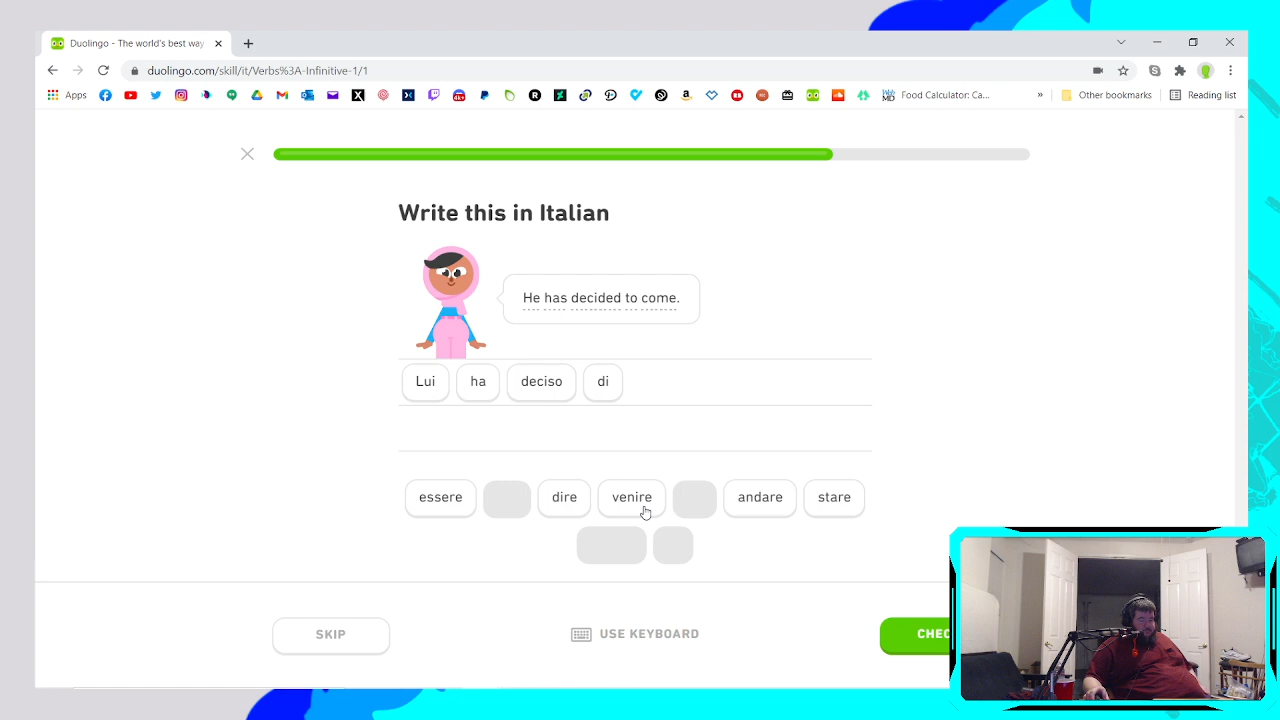 Duolingo - The world's best way
duolingo.com/skill/it/Verbs%3A-Infinitive-1/1
Apps
Food Calculator: Ca...
»
Other bookmarks
Reading list
Write this in Italian
He has decided to come.
Lui ha deciso di
essere dire venire andare stare
SKIP
USE KEYBOARD
CHEC